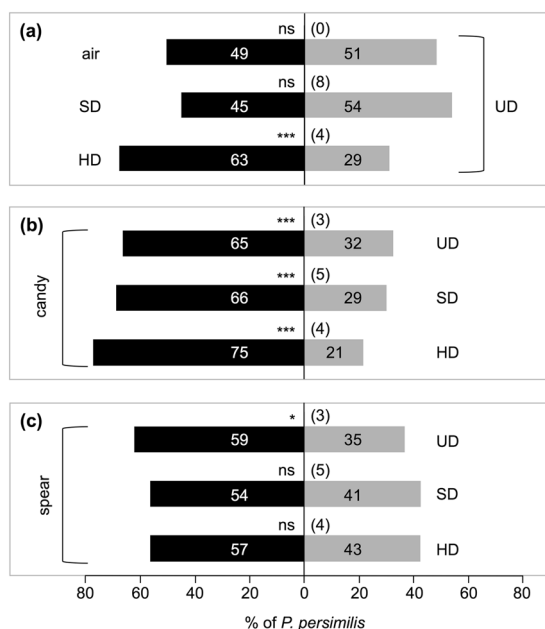 (a)
ns (0)
air 49 51
ns (8)
SD 45 54 UD
*** (4)
HD 63 29
(b)
*** (3)
65 32 UD
*** (5)
candy 66 29 SD
*** (4)
75 21 HD
(c)
* (3)
59 35 UD
ns (5)
spear 54 41 SD
ns (4)
57 43 HD
80 60 40 20 0 20 40 60 80
% of P. persimilis